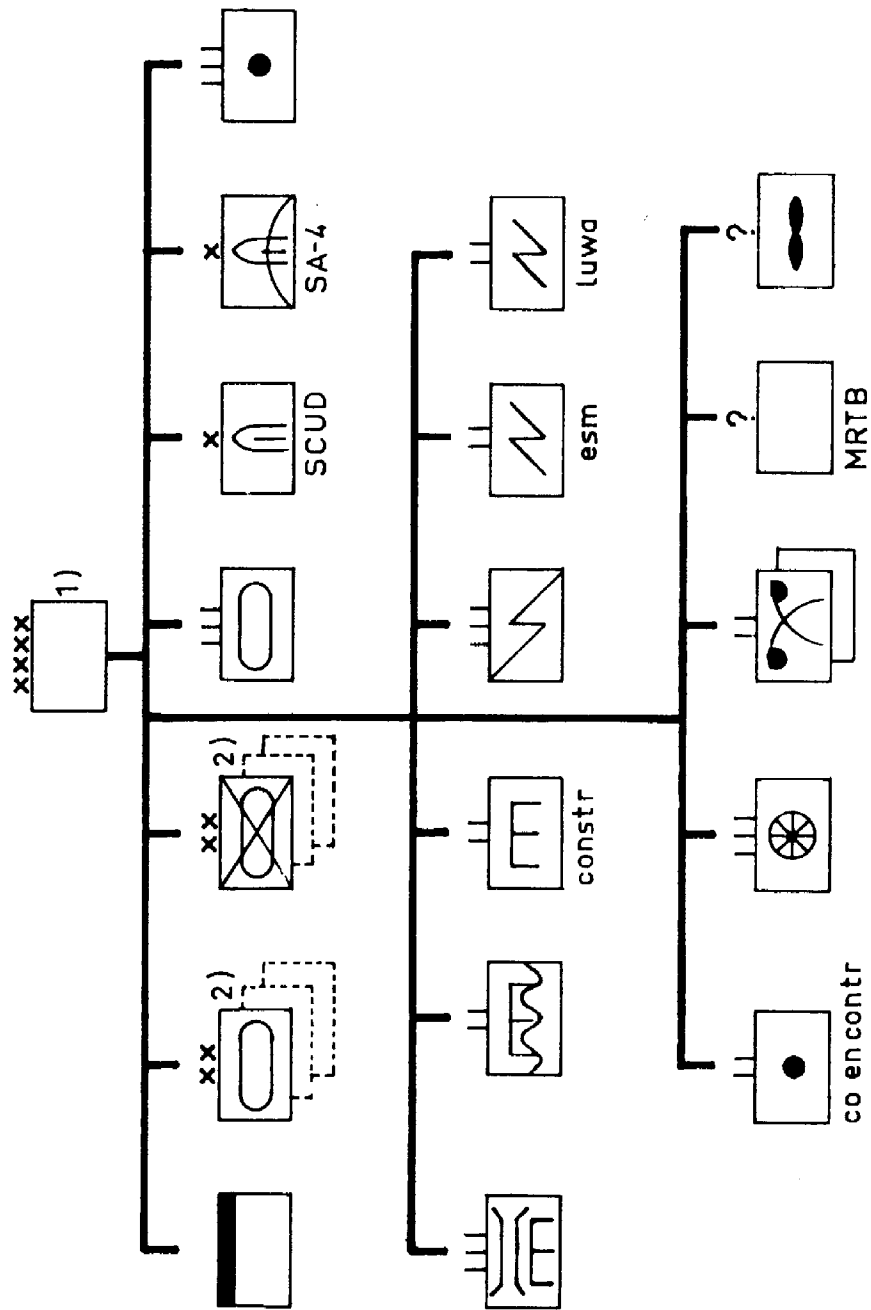 xxxx
1)
xx xx x x
2) 2)
SCUD SA-4
constr esm luwa
? ?
co en contr MRTB